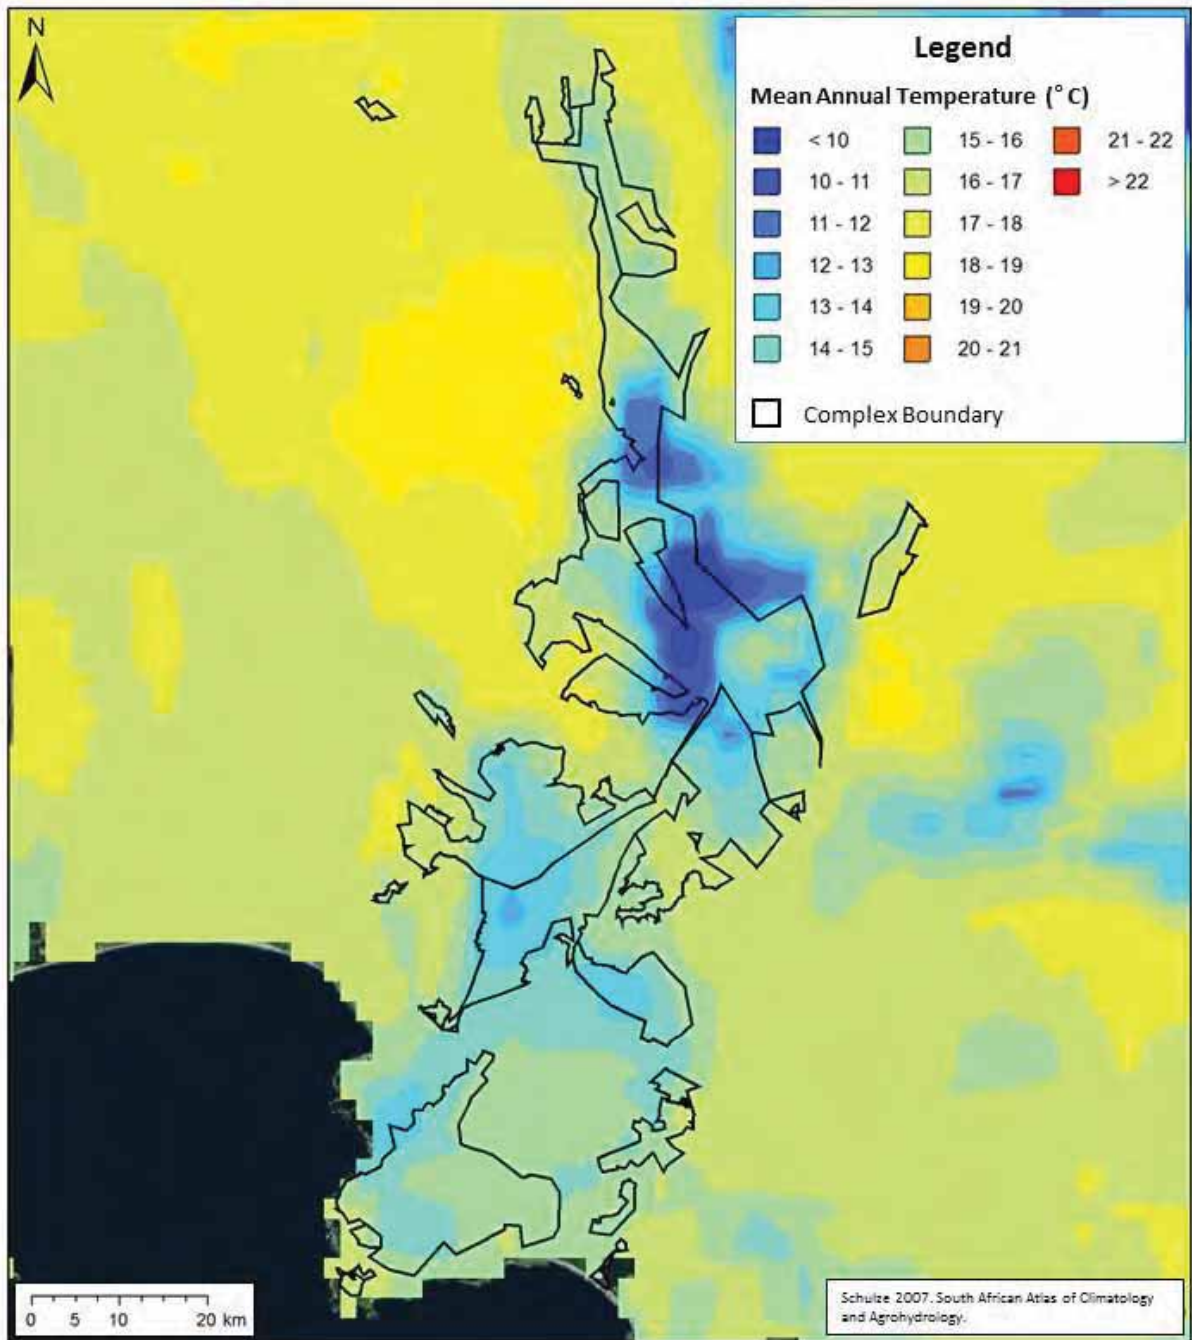 N
Legend
Mean Annual Temperature (° C)
< 10
10 - 11
11 - 12
12 - 13
13 - 14
14 - 15
15 - 16
16 - 17
17 - 18
18 - 19
19 - 20
20 - 21
21 - 22
> 22
Complex Boundary
0 5 10 20 km
Schulze 2007. South African Atlas of Climatology
and Agrohydrology.